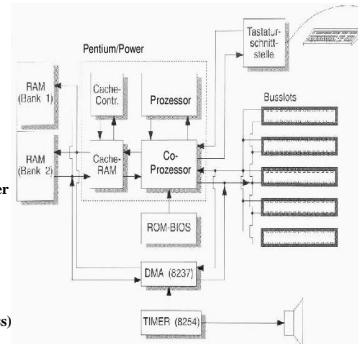 Tastatur-
schnitt-
stelle
Pentium/Power
RAM
(Bank 1)
Cache-
Contr.
Prozessor
Busslots
RAM
(Bank 2)
Cache-
RAM
Co-
Prozessor
er
ROM-BIOS
DMA (8237)
s)
TIMER (8254)